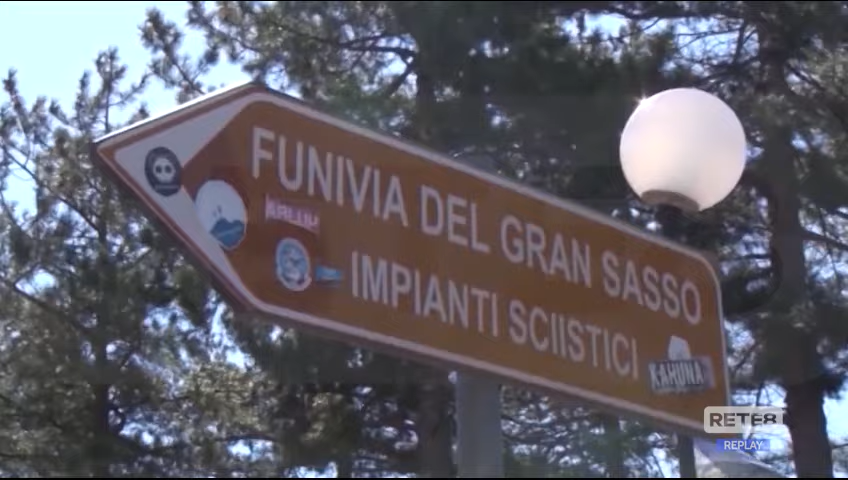 FUNIVIA DEL GRAN SASSO
IMPIANTI SCIISTICI
KAHUNA
RETE8
REPLAY